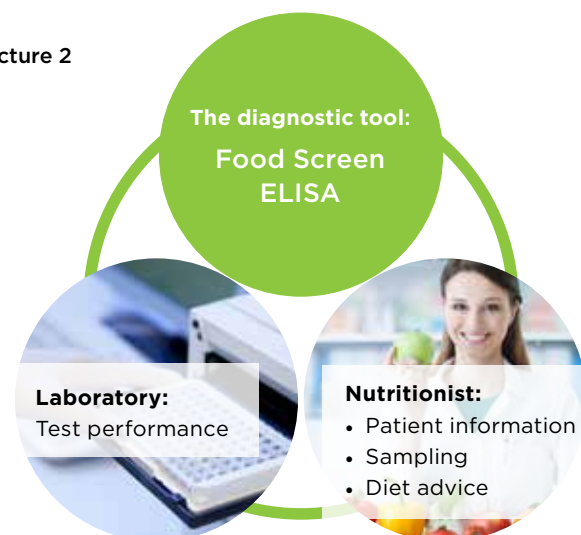 cture 2
The diagnostic tool:
Food Screen
ELISA
Laboratory:
Test performance
Nutritionist:
• Patient information
• Sampling
• Diet advice